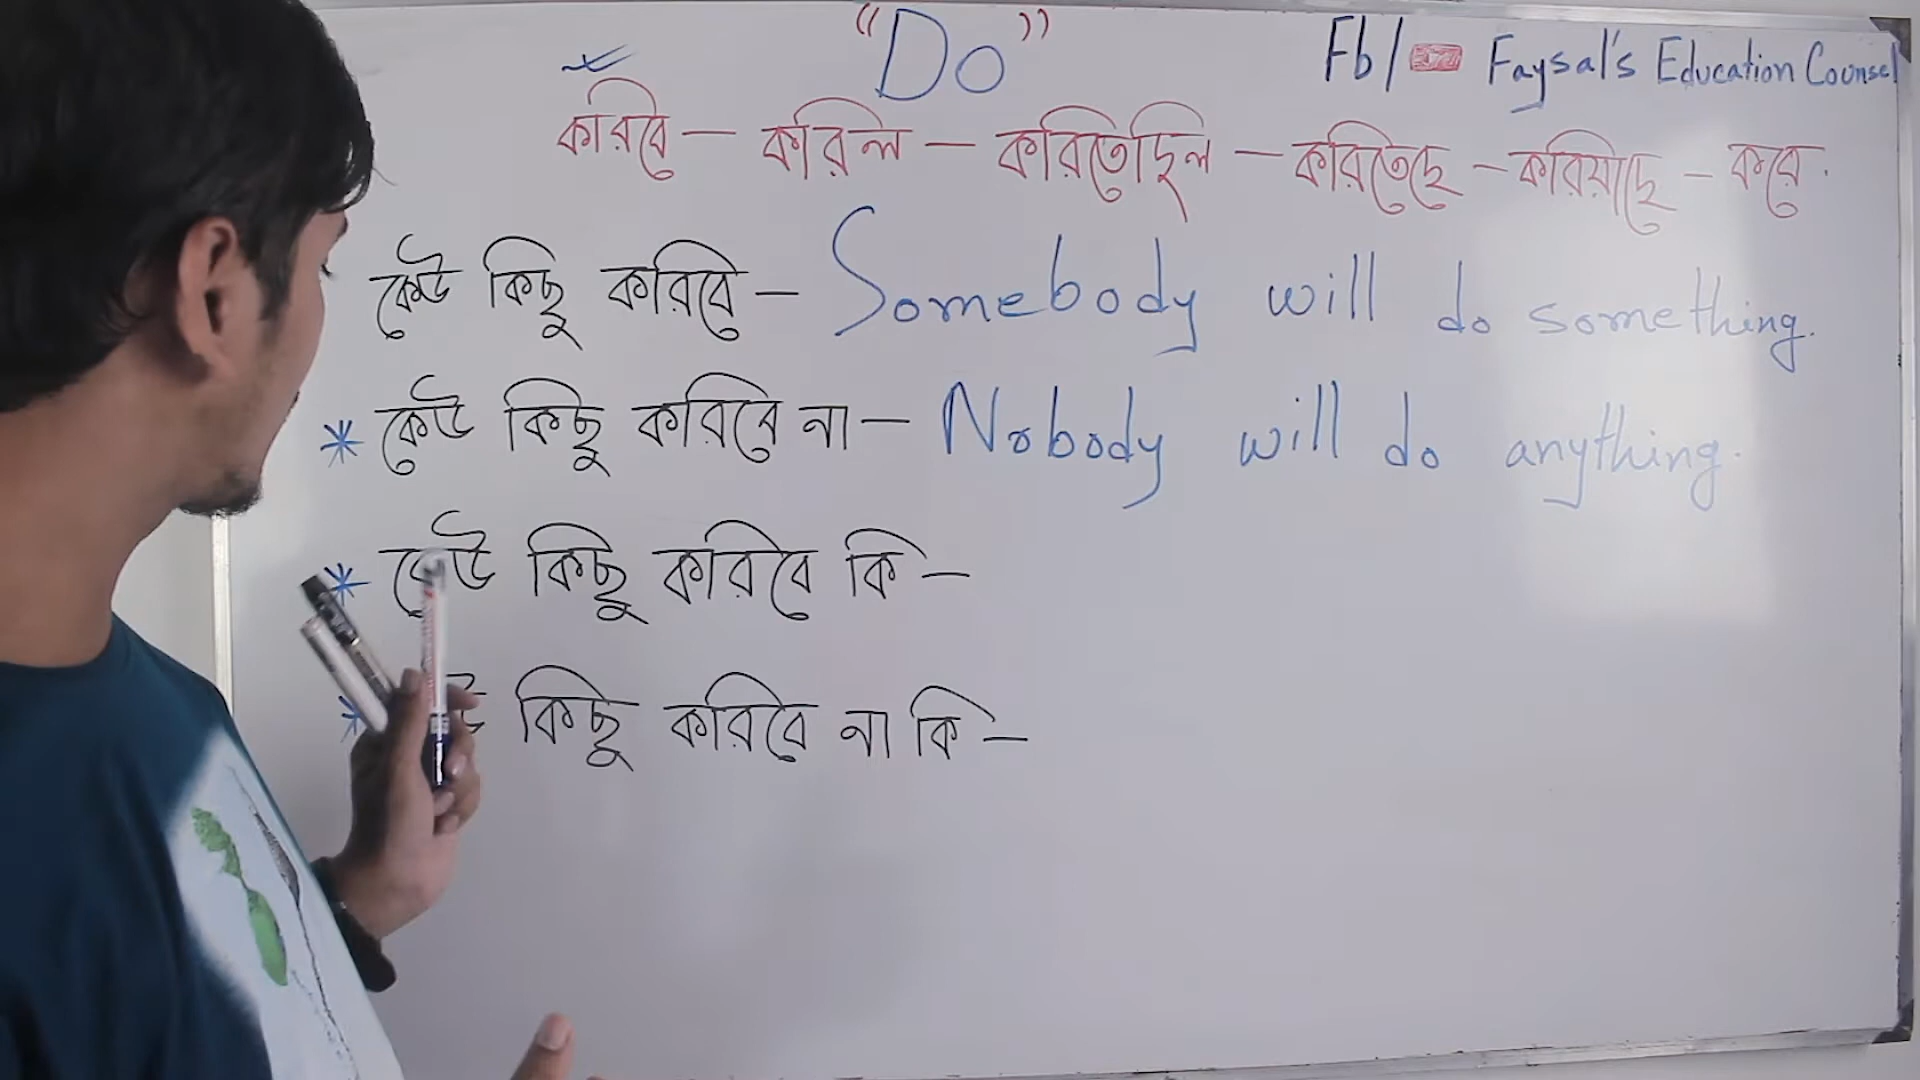 "Do"
Fb/ Faysal's Education Counsel
করিবে – করিল – করিতেছিল – করিতেছে – করিয়াছে – করে.
কেউ কিছু করিবে – Somebody will do something.
* কেউ কিছু করিবে না – Nobody will do anything.
* কেউ কিছু করিবে কি –
* কিছু করিবে না কি –